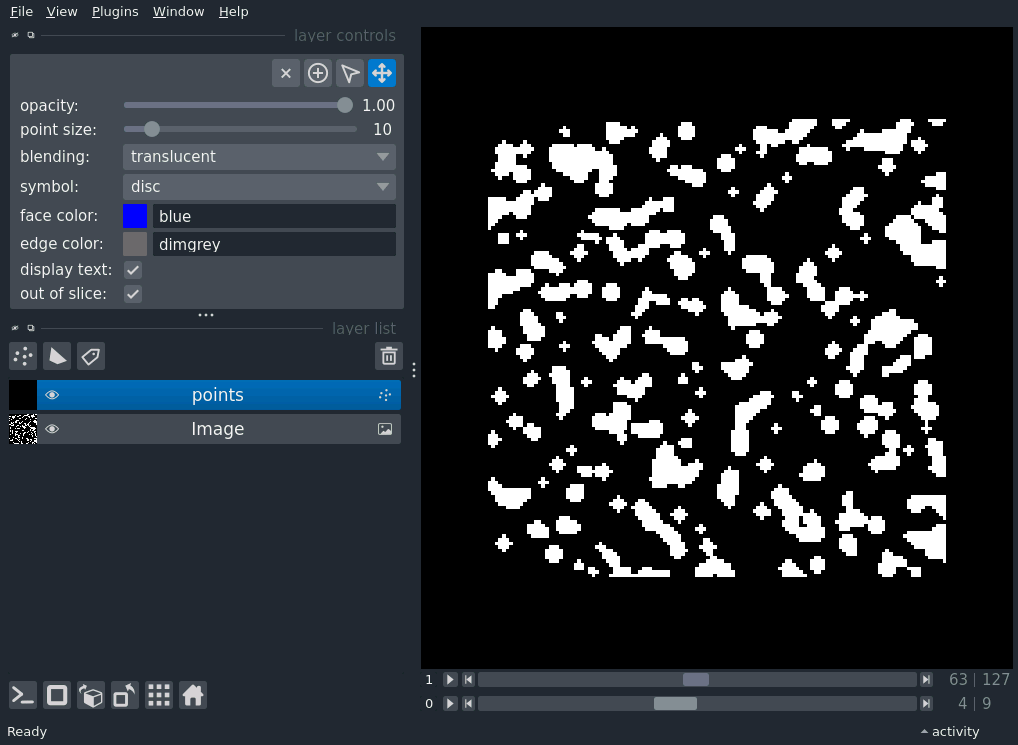 File View Plugins Window Help
layer controls
opacity: 1.00
point size: 10
blending: translucent
symbol: disc
face color: blue
edge color: dimgrey
display text:
out of slice:
layer list
points
Image
1 63 | 127
0 4 | 9
Ready activity